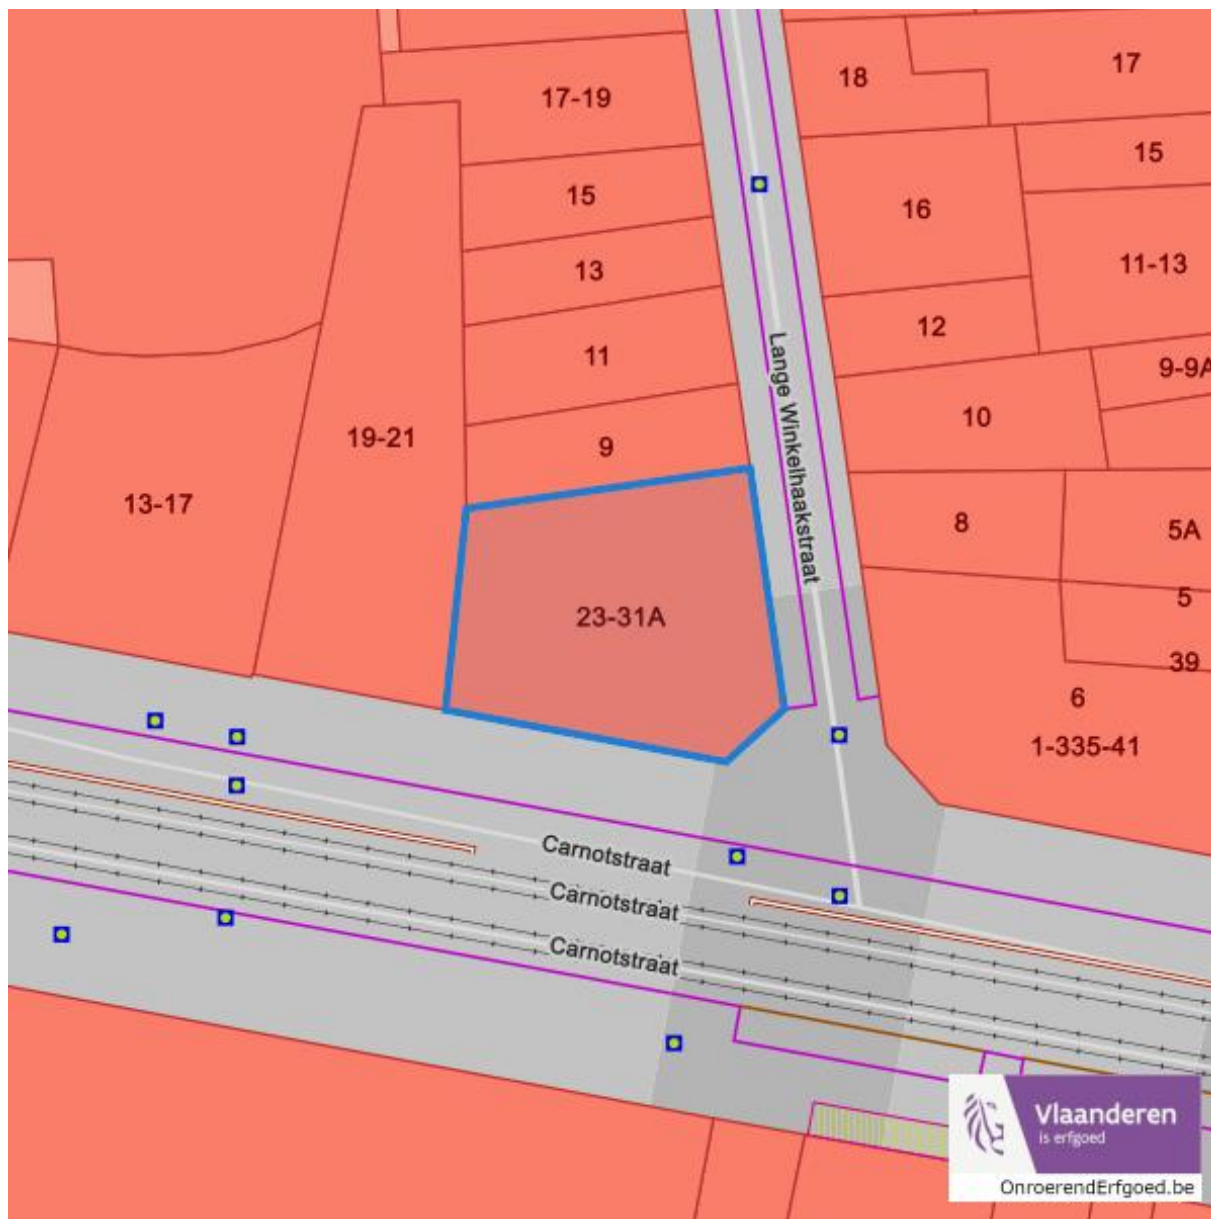 17-19
18
17
15
15
16
13
11-13
12
11
9-9A
10
19-21
9
13-17
8
5A
Lange Winkelhaakstraat
5
23-31A
39
6
1-335-41
Carnotstraat
Carnotstraat
Carnotstraat
Vlaanderen
is erfgoed
OnroerendErfgoed.be